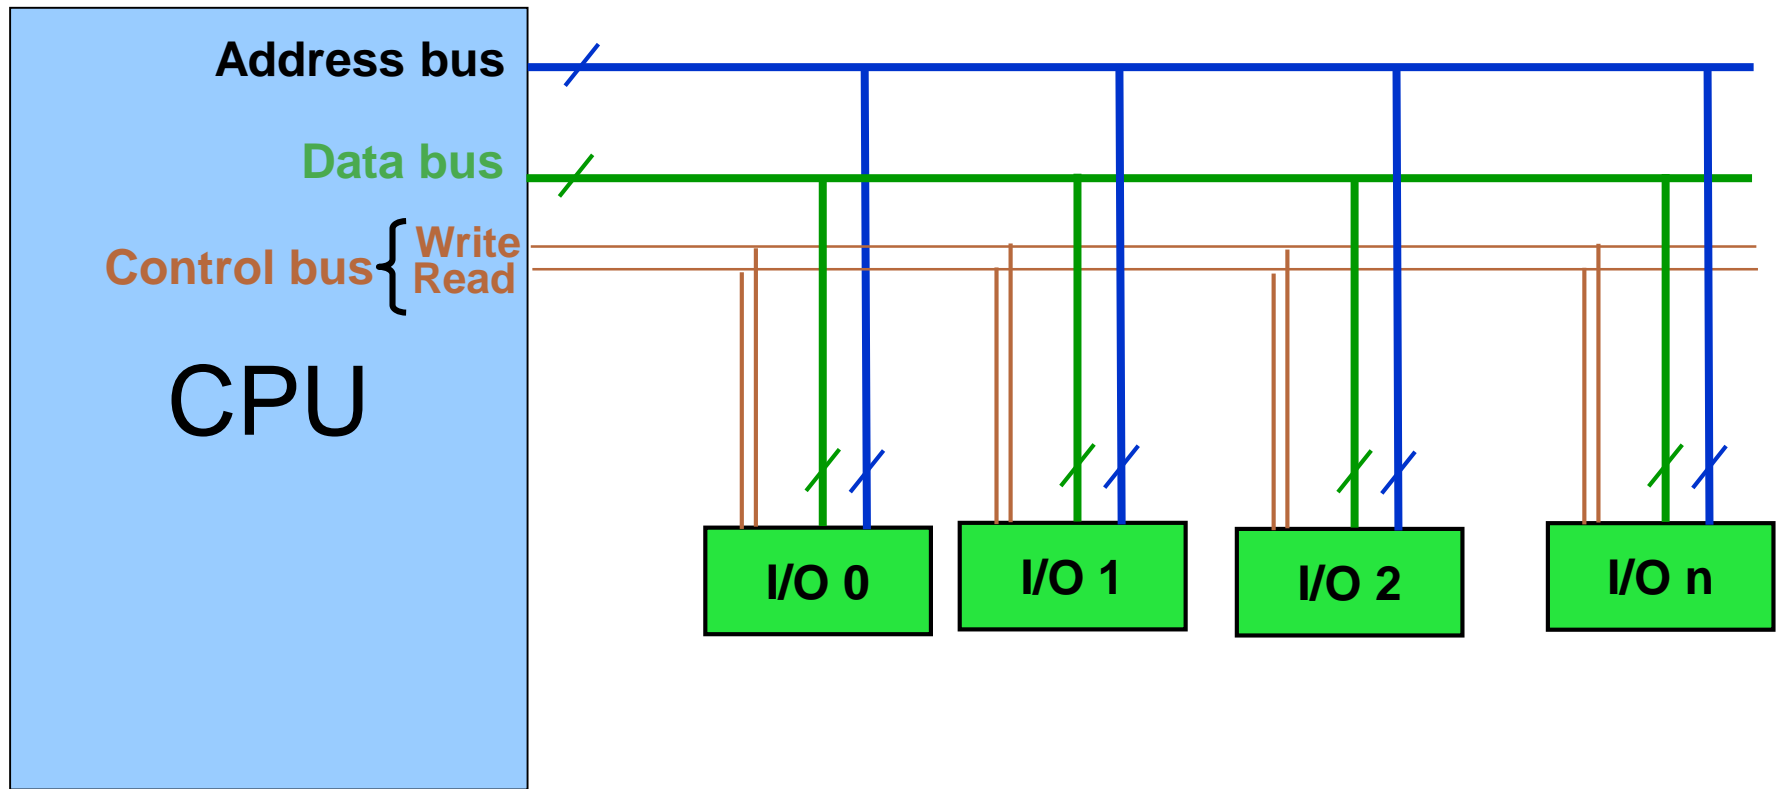 Address bus
Data bus
Write
Control bus
Read
CPU
I/O 0
I/O 1
I/O 2
I/O n